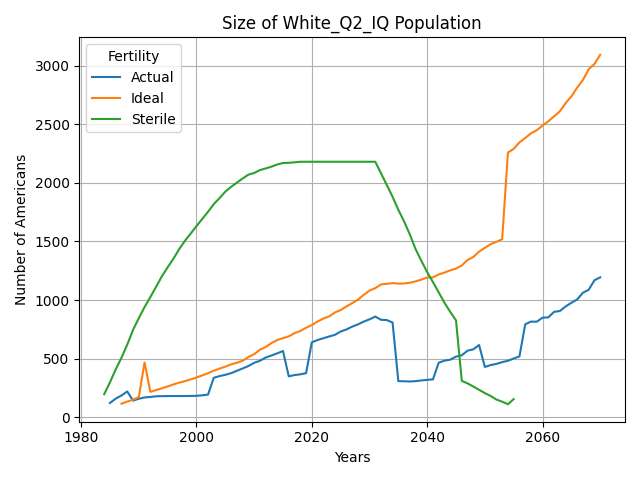 Size of White_Q2_IQ Population
Fertility
Actual
Ideal
Sterile
Number of Americans
3000
2500
2000
1500
1000
500
0
1980
2000
2020
2040
2060
Years